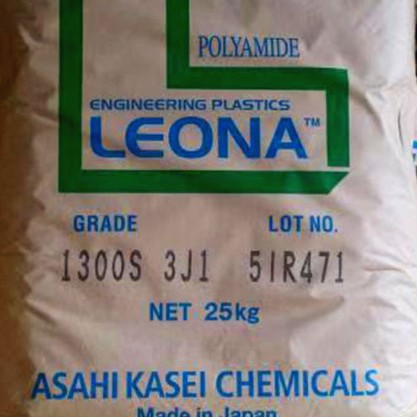 POLYAMIDE
ENGINEERING PLASTICS
LEONA™
GRADE LOT NO.
1300S 3J1 5IR471
NET 25kg
ASAHI KASEI CHEMICALS
Made in Japan